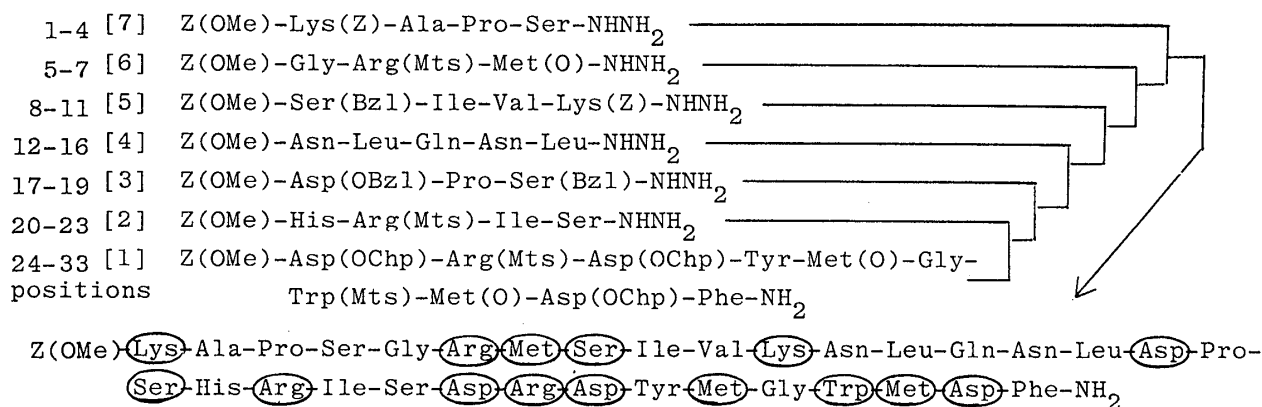 1-4 [7] Z(OMe)-Lys(Z)-Ala-Pro-Ser-NHNH2
5-7 [6] Z(OMe)-Gly-Arg(Mts)-Met(O)-NHNH2
8-11 [5] Z(OMe)-Ser(Bzl)-Ile-Val-Lys(Z)-NHNH2
12-16 [4] Z(OMe)-Asn-Leu-Gln-Asn-Leu-NHNH2
17-19 [3] Z(OMe)-Asp(OBzl)-Pro-Ser(Bzl)-NHNH2
20-23 [2] Z(OMe)-His-Arg(Mts)-Ile-Ser-NHNH2
24-33 [1] Z(OMe)-Asp(OChp)-Arg(Mts)-Asp(OChp)-Tyr-Met(O)-Gly-
positions Trp(Mts)-Met(O)-Asp(OChp)-Phe-NH2
Z(OMe)-Lys-Ala-Pro-Ser-Gly-Arg-Met-Ser-Ile-Val-Lys-Asn-Leu-Gln-Asn-Leu-Asp-Pro-
Ser-His-Arg-Ile-Ser-Asp-Arg-Asp-Tyr-Met-Gly-Trp-Met-Asp-Phe-NH2